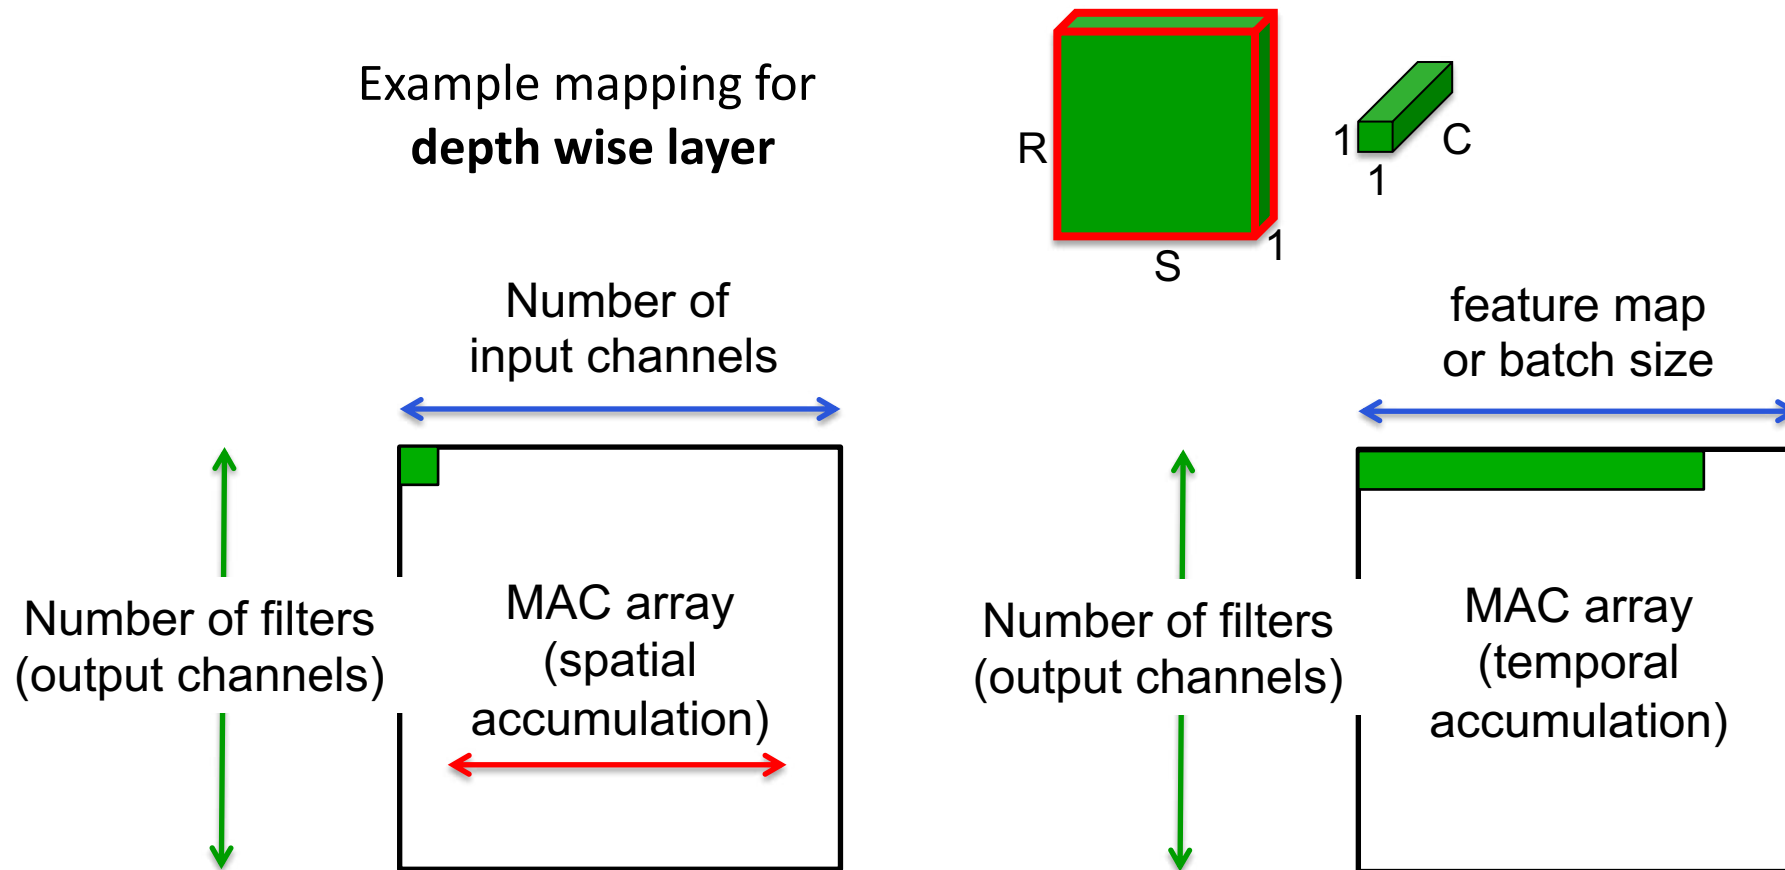 Example mapping for
depth wise layer
R
S
1
1
1
C
Number of
input channels
feature map
or batch size
Number of filters
(output channels)
MAC array
(spatial
accumulation)
Number of filters
(output channels)
MAC array
(temporal
accumulation)